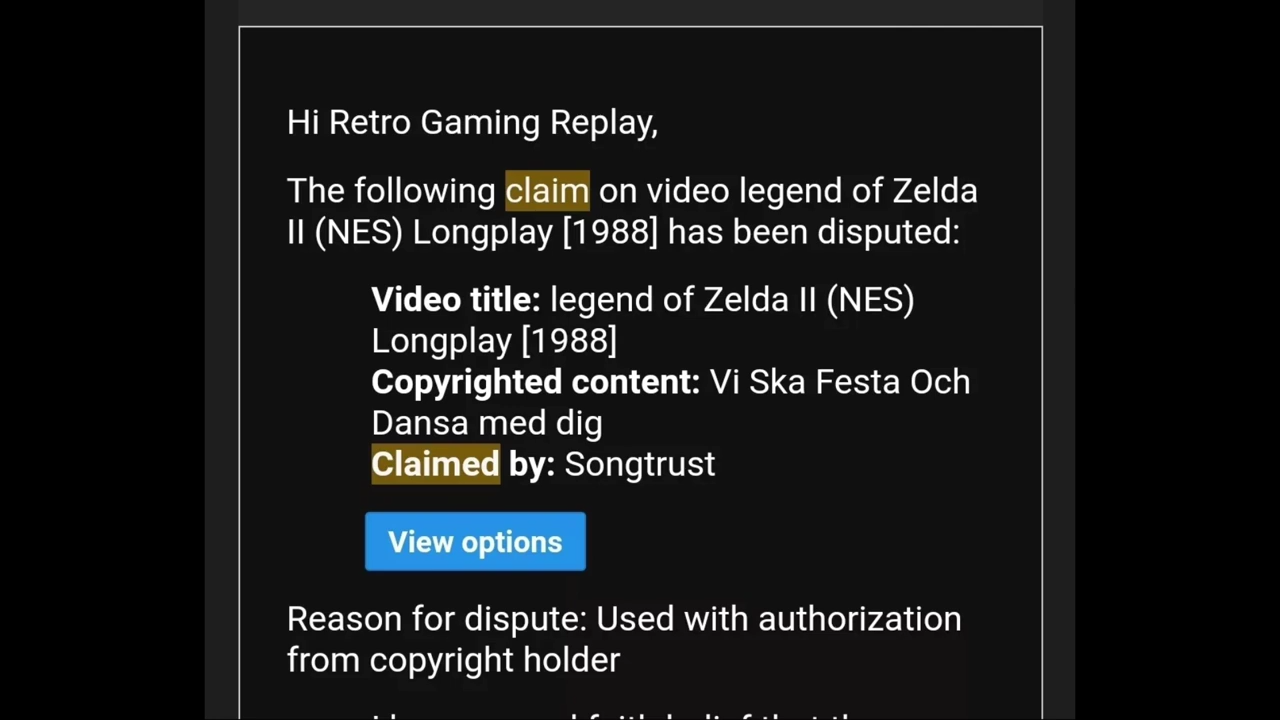 Hi Retro Gaming Replay,
The following claim on video legend of Zelda
II (NES) Longplay [1988] has been disputed:
Video title: legend of Zelda II (NES)
Longplay [1988]
Copyrighted content: Vi Ska Festa Och
Dansa med dig
Claimed by: Songtrust
View options
Reason for dispute: Used with authorization
from copyright holder